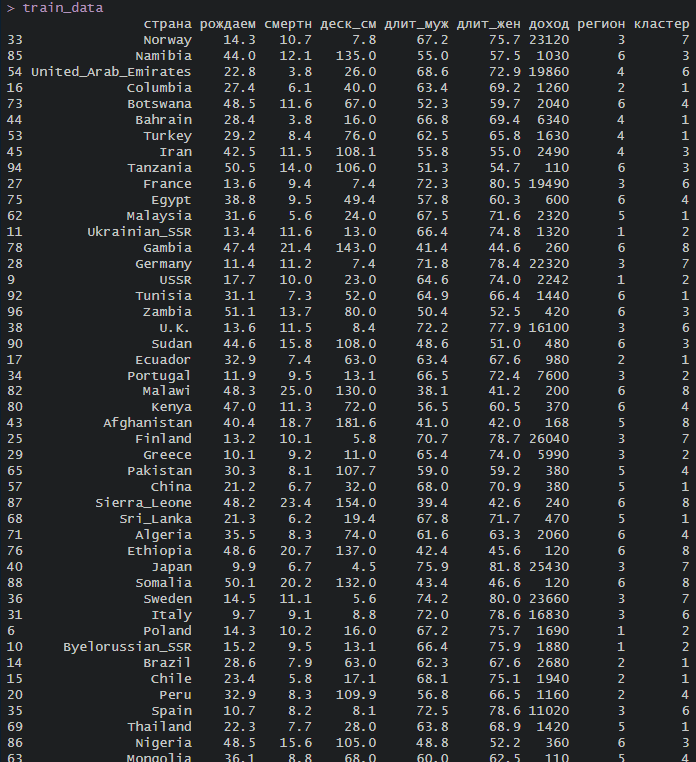 > train_data
страна рождаем смертн деск_см длит_муж длит_жен доход регион кластер
33 Norway 14.3 10.7 7.8 67.2 75.7 23120 3 7
85 Namibia 44.0 12.1 135.0 55.0 57.5 1030 6 3
54 United_Arab_Emirates 22.8 3.8 26.0 68.6 72.9 19860 4 6
16 Columbia 27.4 6.1 40.0 63.4 69.2 1260 2 1
73 Botswana 48.5 11.6 67.0 52.3 59.7 2040 6 4
44 Bahrain 28.4 3.8 16.0 66.8 69.4 6340 4 1
53 Turkey 29.2 8.4 76.0 62.5 65.8 1630 4 1
45 Iran 42.5 11.5 108.1 55.8 55.0 2490 4 3
94 Tanzania 50.5 14.0 106.0 51.3 54.7 110 6 3
27 France 13.6 9.4 7.4 72.3 80.5 19490 3 6
75 Egypt 38.8 9.5 49.4 57.8 60.3 600 6 4
62 Malaysia 31.6 5.6 24.0 67.5 71.6 2320 5 1
11 Ukrainian_SSR 13.4 11.6 13.0 66.4 74.8 1320 1 2
78 Gambia 47.4 21.4 143.0 41.4 44.6 260 6 8
28 Germany 11.4 11.2 7.4 71.8 78.4 22320 3 7
9 USSR 17.7 10.0 23.0 64.6 74.0 2242 1 2
92 Tunisia 31.1 7.3 52.0 64.9 66.4 1440 6 1
96 Zambia 51.1 13.7 80.0 50.4 52.5 420 6 3
38 U.K. 13.6 11.5 8.4 72.2 77.9 16100 3 6
90 Sudan 44.6 15.8 108.0 48.6 51.0 480 6 3
17 Ecuador 32.9 7.4 63.0 63.4 67.6 980 2 1
34 Portugal 11.9 9.5 13.1 66.5 72.4 7600 3 2
82 Malawi 48.3 25.0 130.0 38.1 41.2 200 6 8
80 Kenya 47.0 11.3 72.0 56.5 60.5 370 6 4
43 Afghanistan 40.4 18.7 181.6 41.0 42.0 168 5 8
25 Finland 13.2 10.1 5.8 70.7 78.7 26040 3 7
29 Greece 10.1 9.2 11.0 65.4 74.0 5990 3 2
65 Pakistan 30.3 8.1 107.7 59.0 59.2 380 5 4
57 China 21.2 6.7 32.0 68.0 70.9 380 5 1
87 Sierra_Leone 48.2 23.4 154.0 39.4 42.6 240 6 8
68 Sri_Lanka 21.3 6.2 19.4 67.8 71.7 470 5 1
71 Algeria 35.5 8.3 74.0 61.6 63.3 2060 6 4
76 Ethiopia 48.6 20.7 137.0 42.4 45.6 120 6 8
40 Japan 9.9 6.7 4.5 75.9 81.8 25430 3 7
88 Somalia 50.1 20.2 132.0 43.4 46.6 120 6 8
36 Sweden 14.5 11.1 5.6 74.2 80.0 23660 3 7
31 Italy 9.7 9.1 8.8 72.0 78.6 16830 3 6
6 Poland 14.3 10.2 16.0 67.2 75.7 1690 1 2
10 Byelorussian_SSR 15.2 9.5 13.1 66.4 75.9 1880 1 2
14 Brazil 28.6 7.9 63.0 62.3 67.6 2680 2 1
15 Chile 23.4 5.8 17.1 68.1 75.1 1940 2 1
20 Peru 32.9 8.3 109.9 56.8 66.5 1160 2 4
35 Spain 10.7 8.2 8.1 72.5 78.6 11020 3 6
69 Thailand 22.3 7.7 28.0 63.8 68.9 1420 5 1
86 Nigeria 48.5 15.6 105.0 48.8 52.2 360 6 3
63 Mongolia 36.1 8.8 68.0 60.0 62.5 110 5 4